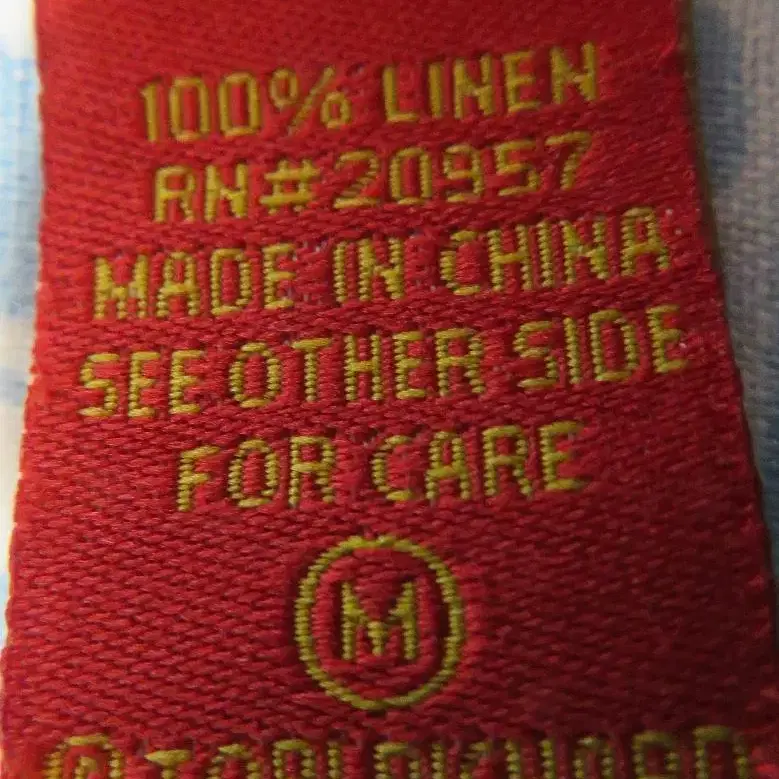 100% LINEN
RN#20957
MADE IN CHINA
SEE OTHER SIDE
FOR CARE
M